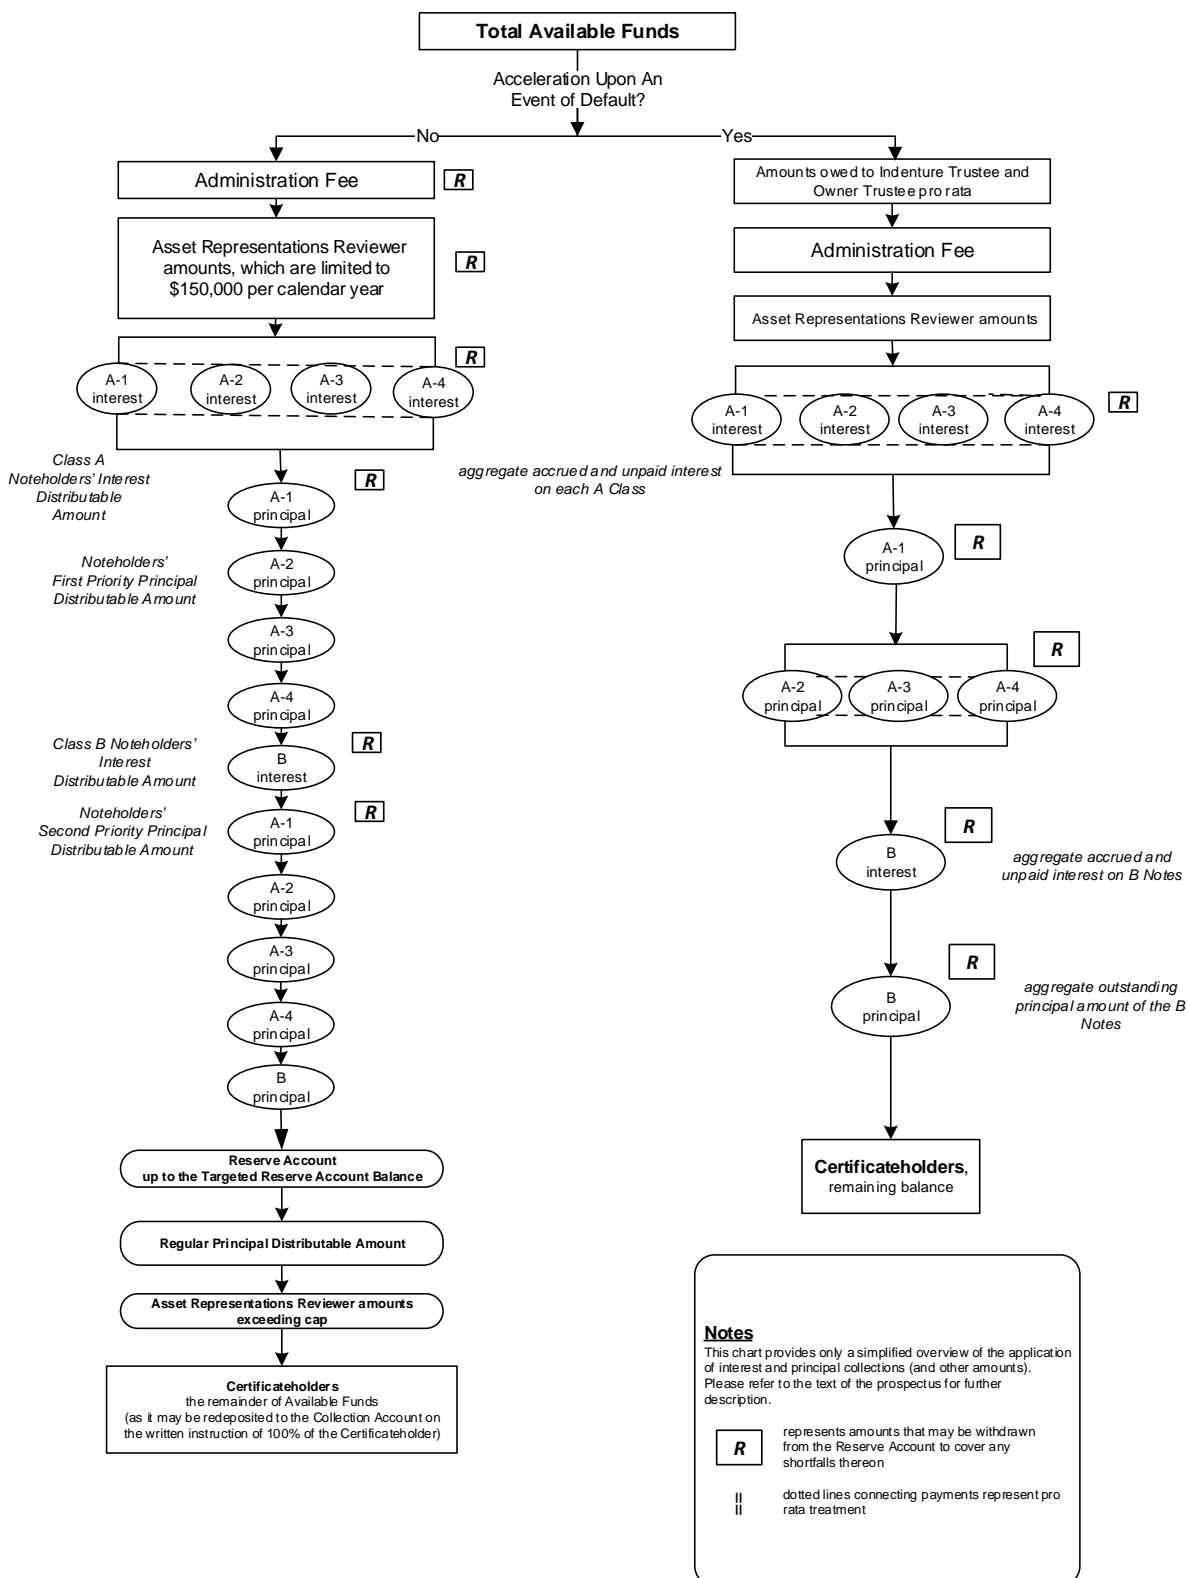 Total Available Funds
Acceleration Upon An
Event of Default?
No
Yes
Administration Fee
R
Asset Representations Reviewer
amounts, which are limited to
$150,000 per calendar year
R
R
A-1
interest
A-2
interest
A-3
interest
A-4
interest
Class A
Noteholders' Interest
Distributable
Amount
R
A-1
principal
Noteholders'
First Priority Principal
Distributable Amount
A-2
principal
A-3
principal
A-4
principal
Class B Noteholders'
Interest
Distributable Amount
R
B
interest
Noteholders'
Second Priority Principal
Distributable Amount
R
A-1
principal
A-2
principal
A-3
principal
A-4
principal
B
principal
Reserve Account
up to the Targeted Reserve Account Balance
Regular Principal Distributable Amount
Asset Representations Reviewer amounts
exceeding cap
Certificateholders
the remainder of Available Funds
(as it may be redeposited to the Collection Account on
the written instruction of 100% of the Certificateholder)
Amounts owed to Indenture Trustee and
Owner Trustee pro rata
Administration Fee
Asset Representations Reviewer amounts
A-1
interest
A-2
interest
A-3
interest
A-4
interest
R
aggregate accrued and unpaid interest
on each A Class
A-1
principal
R
R
A-2
principal
A-3
principal
A-4
principal
R
B
interest
aggregate accrued and
unpaid interest on B Notes
R
B
principal
aggregate outstanding
principal amount of the B
Notes
Certificateholders,
remaining balance
Notes
This chart provides only a simplified overview of the application
of interest and principal collections (and other amounts).
Please refer to the text of the prospectus for further
description.
R
represents amounts that may be withdrawn
from the Reserve Account to cover any
shortfalls thereon
dotted lines connecting payments represent pro
rata treatment